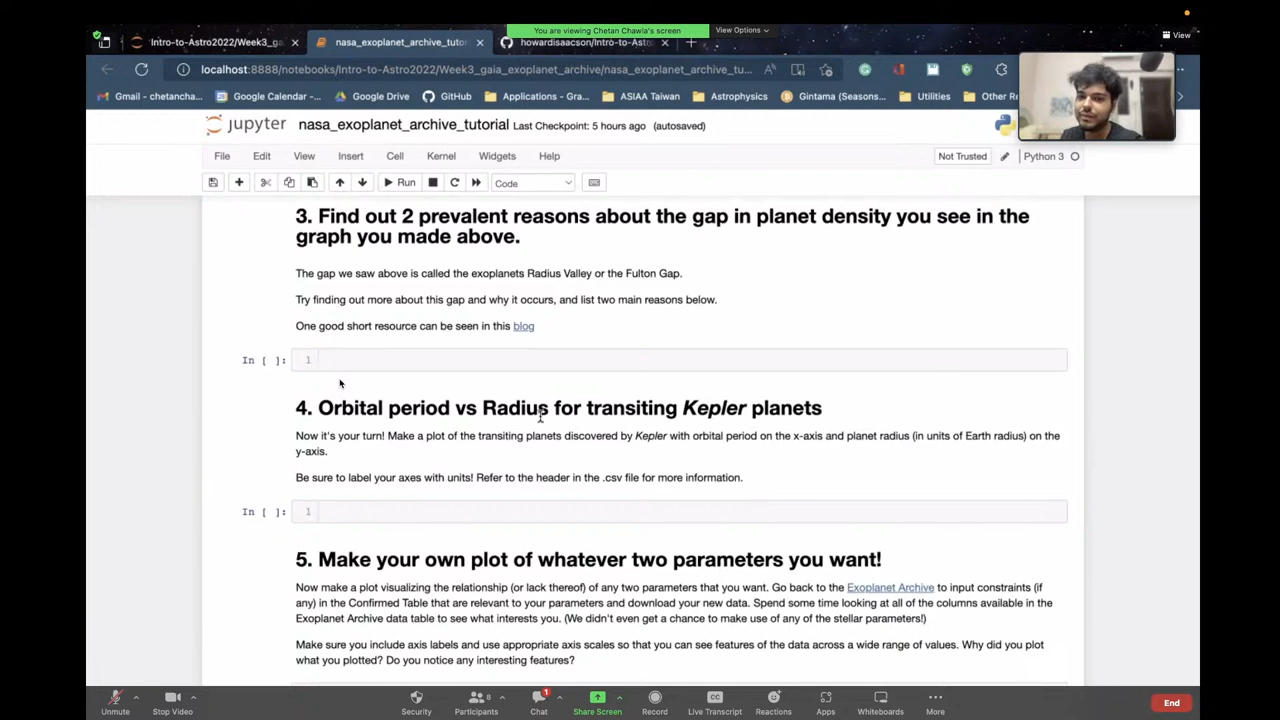 You are viewing Chetan Chawla's screen
View Options
View
Intro-to-Astro2022/Week3_ga
nasa_exoplanet_archive_tutor
howardisaacson/Intro-to-Astr
localhost:8888/notebooks/Intro-to-Astro2022/Week3_gaia_exoplanet_archive/nasa_exoplanet_archive_tu...
Gmail - chetancha...
Google Calendar -...
Google Drive
GitHub
Applications - Gra...
ASIAA Taiwan
Astrophysics
Gintama (Seasons...
Utilities
Other Re
jupyter
nasa_exoplanet_archive_tutorial Last Checkpoint: 5 hours ago (autosaved)
File Edit View Insert Cell Kernel Widgets Help
Not Trusted
Python 3
Run
Code
3. Find out 2 prevalent reasons about the gap in planet density you see in the
graph you made above.
The gap we saw above is called the exoplanets Radius Valley or the Fulton Gap.
Try finding out more about this gap and why it occurs, and list two main reasons below.
One good short resource can be seen in this blog
In [ ]: 1
4. Orbital period vs Radius for transiting Kepler planets
Now it's your turn! Make a plot of the transiting planets discovered by Kepler with orbital period on the x-axis and planet radius (in units of Earth radius) on the
y-axis.
Be sure to label your axes with units! Refer to the header in the .csv file for more information.
In [ ]: 1
5. Make your own plot of whatever two parameters you want!
Now make a plot visualizing the relationship (or lack thereof) of any two parameters that you want. Go back to the Exoplanet Archive to input constraints (if
any) in the Confirmed Table that are relevant to your parameters and download your new data. Spend some time looking at all of the columns available in the
Exoplanet Archive data table to see what interests you. (We didn't even get a chance to make use of any of the stellar parameters!)
Make sure you include axis labels and use appropriate axis scales so that you can see features of the data across a wide range of values. Why did you plot
what you plotted? Do you notice any interesting features?
Unmute
Stop Video
Security
8
Participants
1
Chat
Share Screen
Record
CC
Live Transcript
Reactions
Apps
Whiteboards
More
End